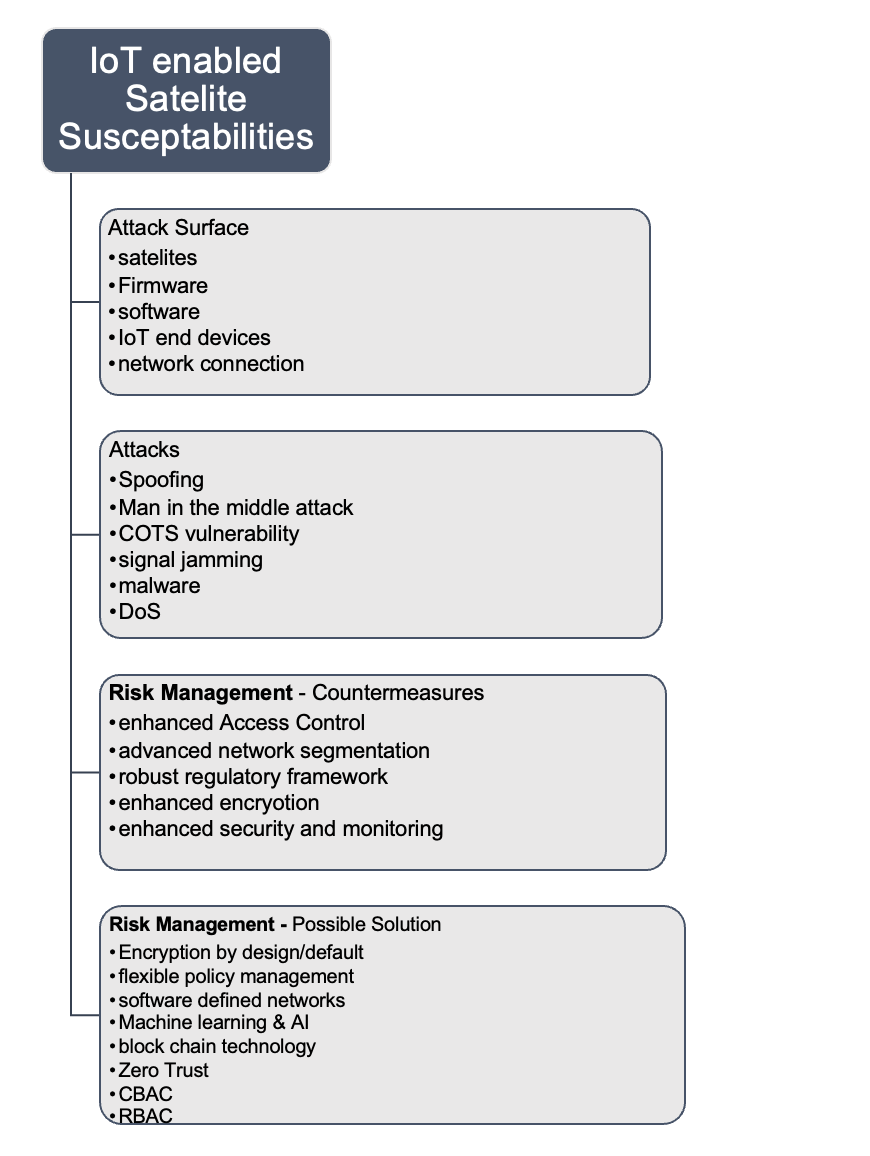 IoT enabled
Satelite
Susceptabilities
Attack Surface
•satelites
•Firmware
•software
•IoT end devices
•network connection
Attacks
•Spoofing
•Man in the middle attack
•COTS vulnerability
•signal jamming
•malware
•DoS
Risk Management - Countermeasures
•enhanced Access Control
•advanced network segmentation
•robust regulatory framework
•enhanced encryotion
•enhanced security and monitoring
Risk Management - Possible Solution
•Encryption by design/default
•flexible policy management
•software defined networks
•Machine learning & AI
•block chain technology
•Zero Trust
•CBAC
•RBAC